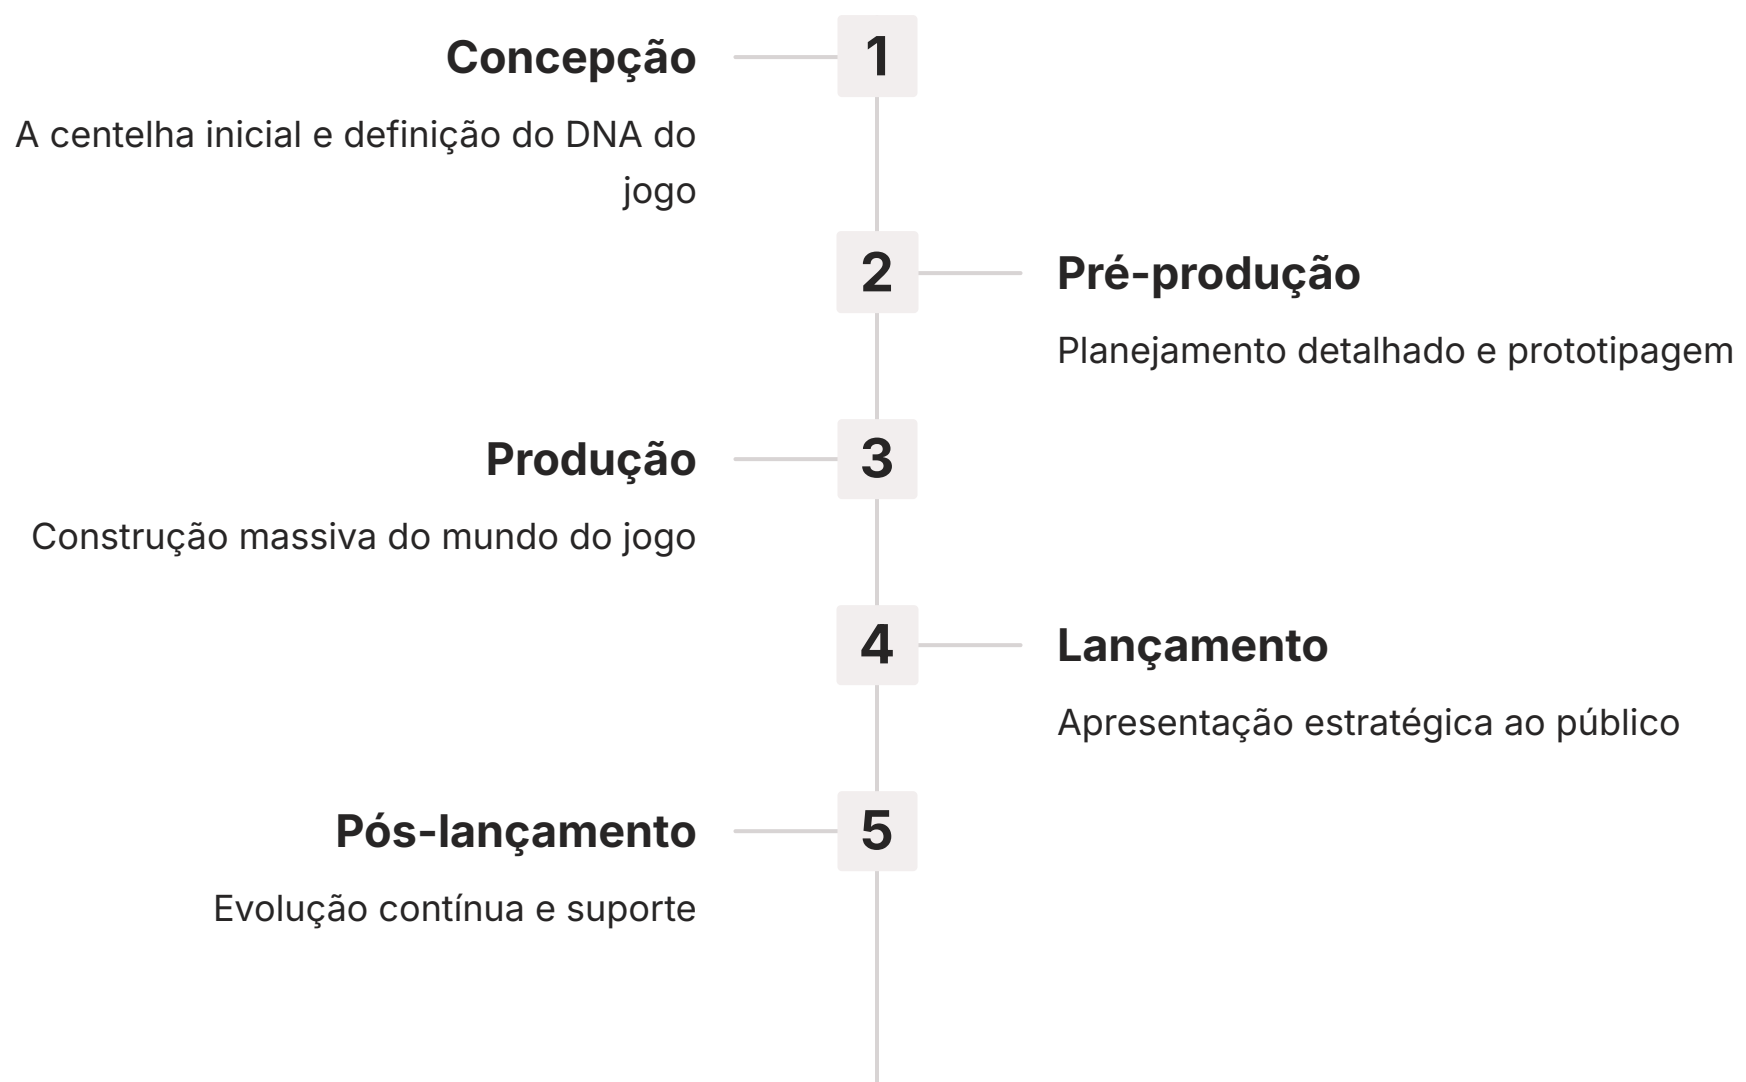 Concepção
1
A centelha inicial e definição do DNA do
jogo
2
Pré-produção
Planejamento detalhado e prototipagem
Produção
3
Construção massiva do mundo do jogo
4
Lançamento
Apresentação estratégica ao público
Pós-lançamento
5
Evolução contínua e suporte